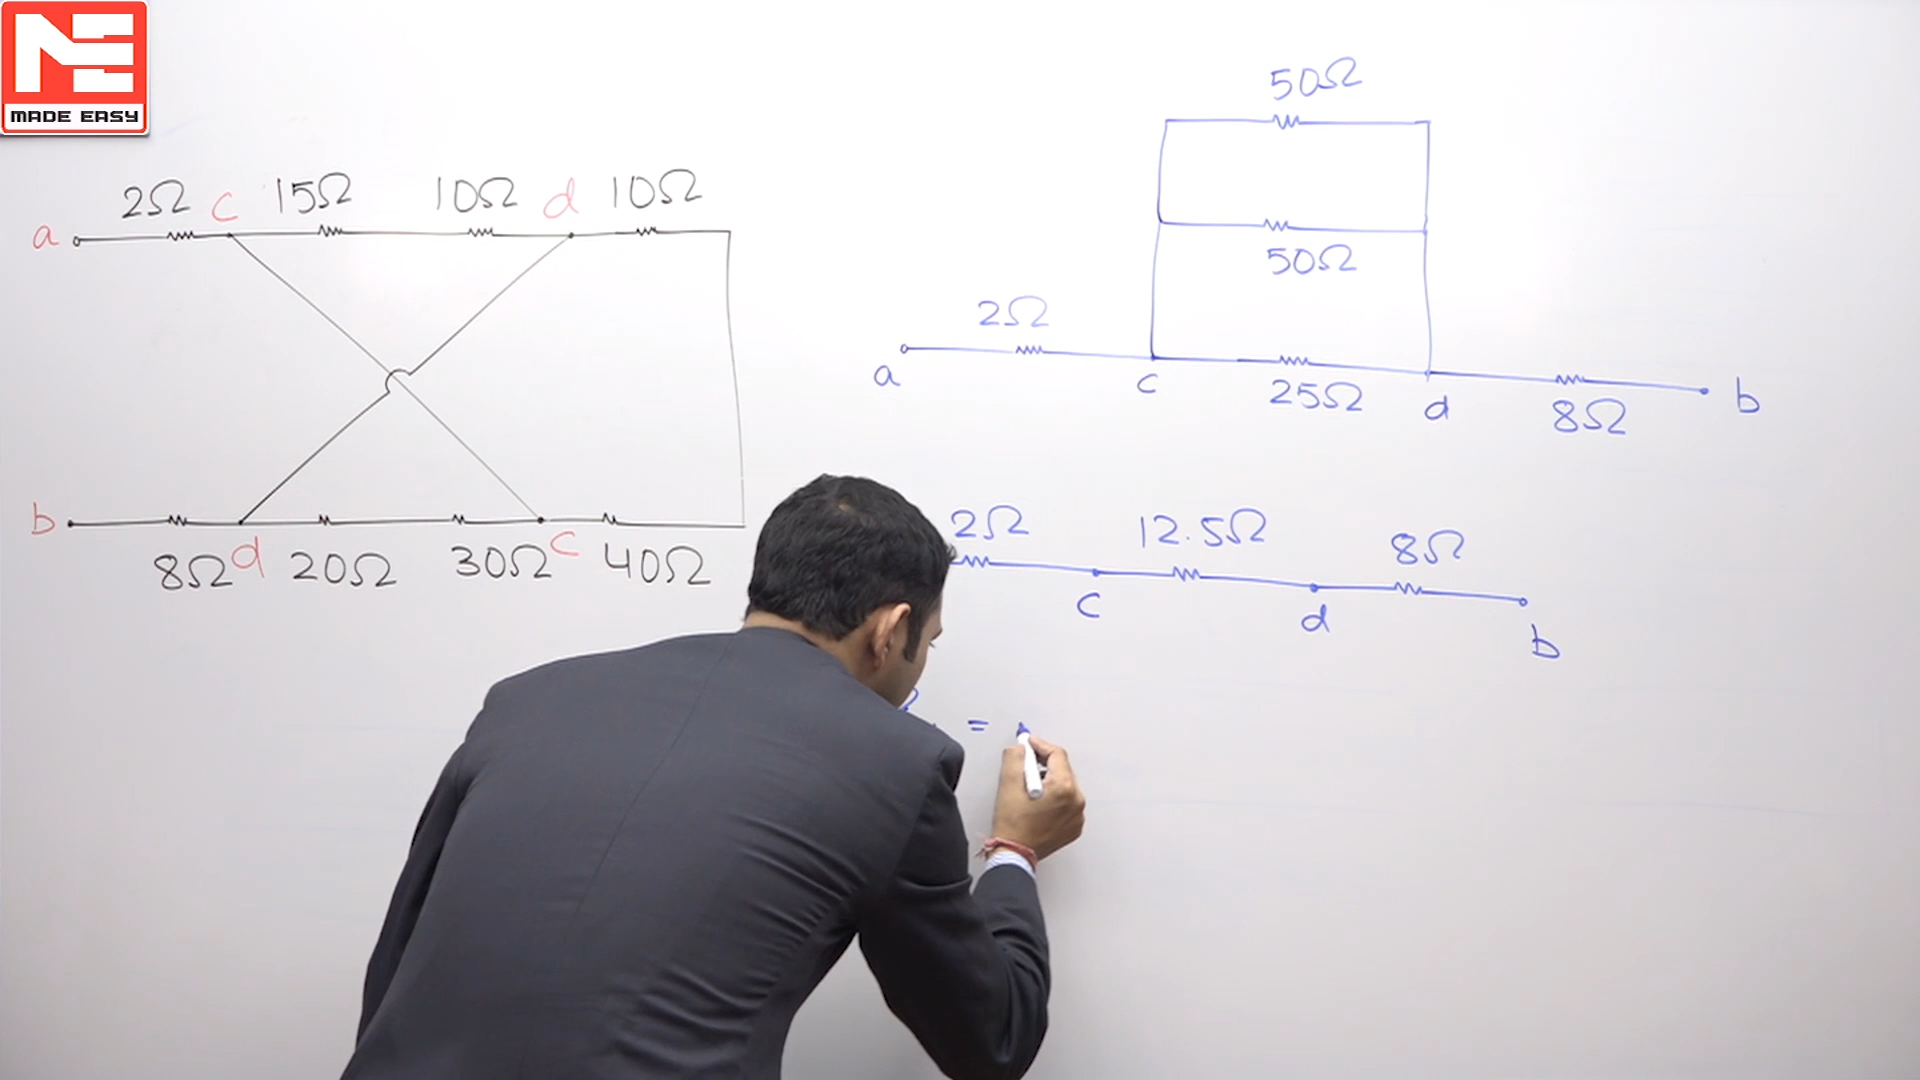 MADE EASY
2Ω c 15Ω 10Ω d 10Ω
a
b
8Ω d 20Ω 30Ω c 40Ω
50Ω
50Ω
2Ω
a c 25Ω d 8Ω b
2Ω 12.5Ω 8Ω
c d b
=